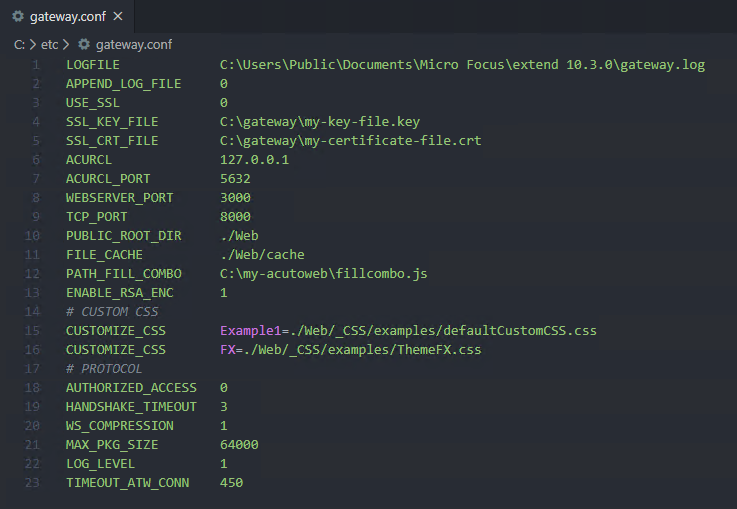 gateway.conf
C: > etc > gateway.conf
1 LOGFILE C:\Users\Public\Documents\Micro Focus\extend 10.3.0\gateway.log
2 APPEND_LOG_FILE 0
3 USE_SSL 0
4 SSL_KEY_FILE C:\gateway\my-key-file.key
5 SSL_CRT_FILE C:\gateway\my-certificate-file.crt
6 ACURCL 127.0.0.1
7 ACURCL_PORT 5632
8 WEBSERVER_PORT 3000
9 TCP_PORT 8000
10 PUBLIC_ROOT_DIR ./Web
11 FILE_CACHE ./Web/cache
12 PATH_FILL_COMBO C:\my-acutoweb\fillcombo.js
13 ENABLE_RSA_ENC 1
14 # CUSTOM CSS
15 CUSTOMIZE_CSS Example1=./Web/_CSS/examples/defaultCustomCSS.css
16 CUSTOMIZE_CSS FX=./Web/_CSS/examples/ThemeFX.css
17 # PROTOCOL
18 AUTHORIZED_ACCESS 0
19 HANDSHAKE_TIMEOUT 3
20 WS_COMPRESSION 1
21 MAX_PKG_SIZE 64000
22 LOG_LEVEL 1
23 TIMEOUT_ATW_CONN 450